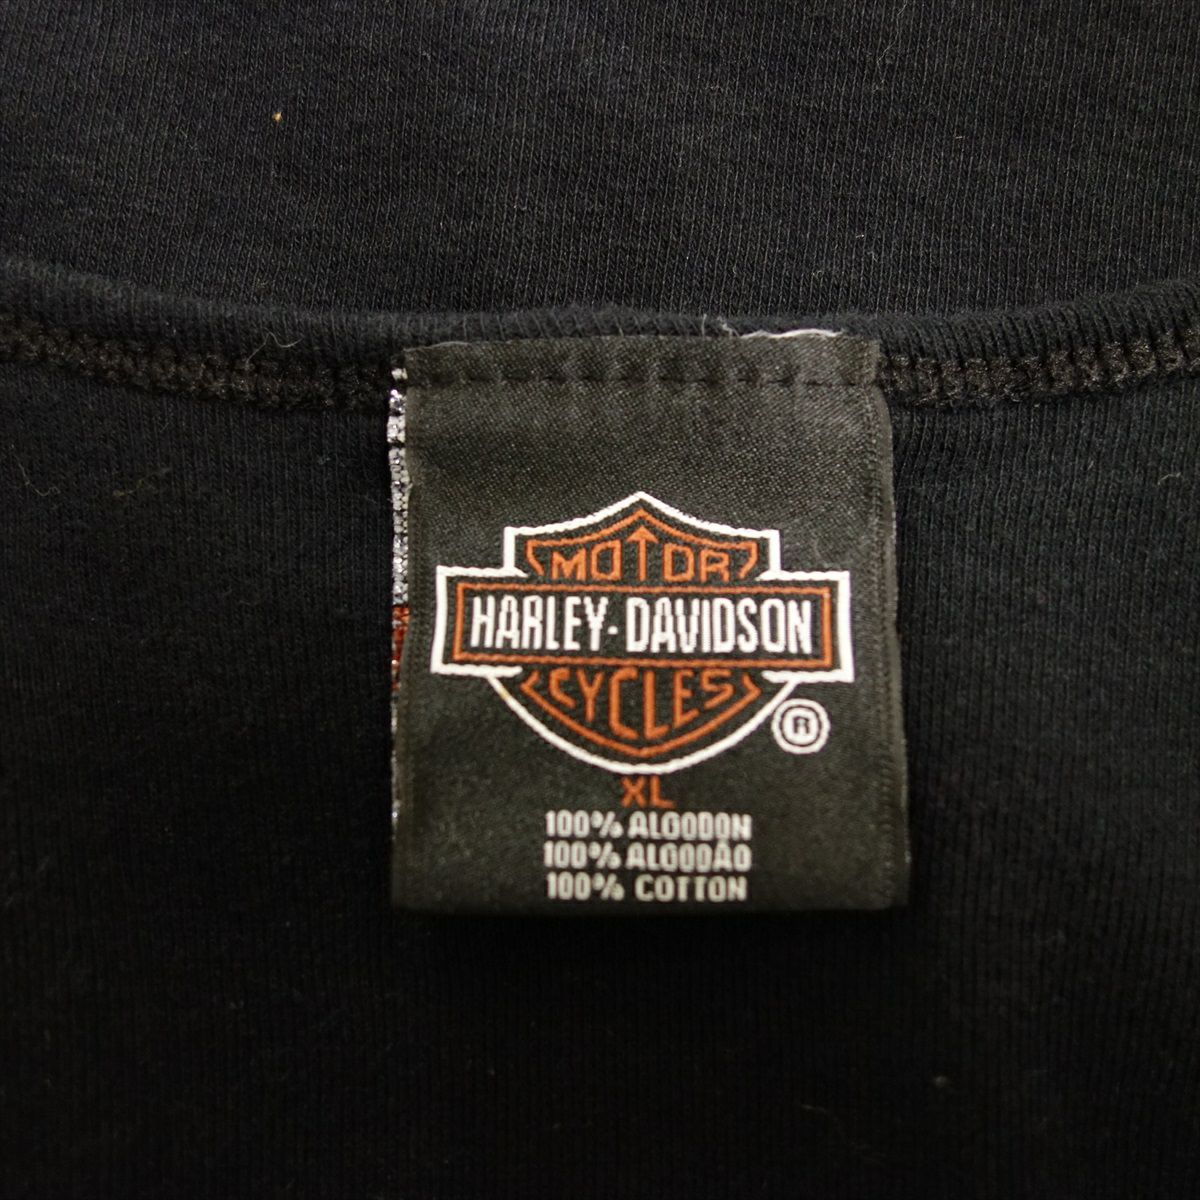 MOTOR
HARLEY-DAVIDSON
CYCLES
®
XL
100% ALGODON
100% ALGODÃO
100% COTTON